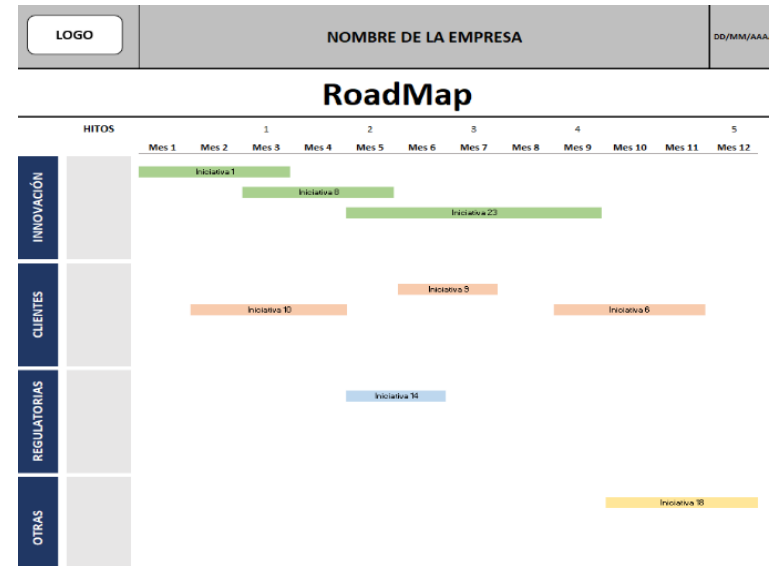 LOGO
NOMBRE DE LA EMPRESA
DD/MM/AAA
RoadMap
HITOS 1 2 3 4 5
Mes 1 Mes 2 Mes 3 Mes 4 Mes 5 Mes 6 Mes 7 Mes 8 Mes 9 Mes 10 Mes 11 Mes 12
INNOVACIÓN
Iniciativa 1
Iniciativa 8
Iniciativa 23
CLIENTES
Iniciativa 9
Iniciativa 10 Iniciativa 6
REGULATORIAS
Iniciativa 14
OTRAS
Iniciativa 18